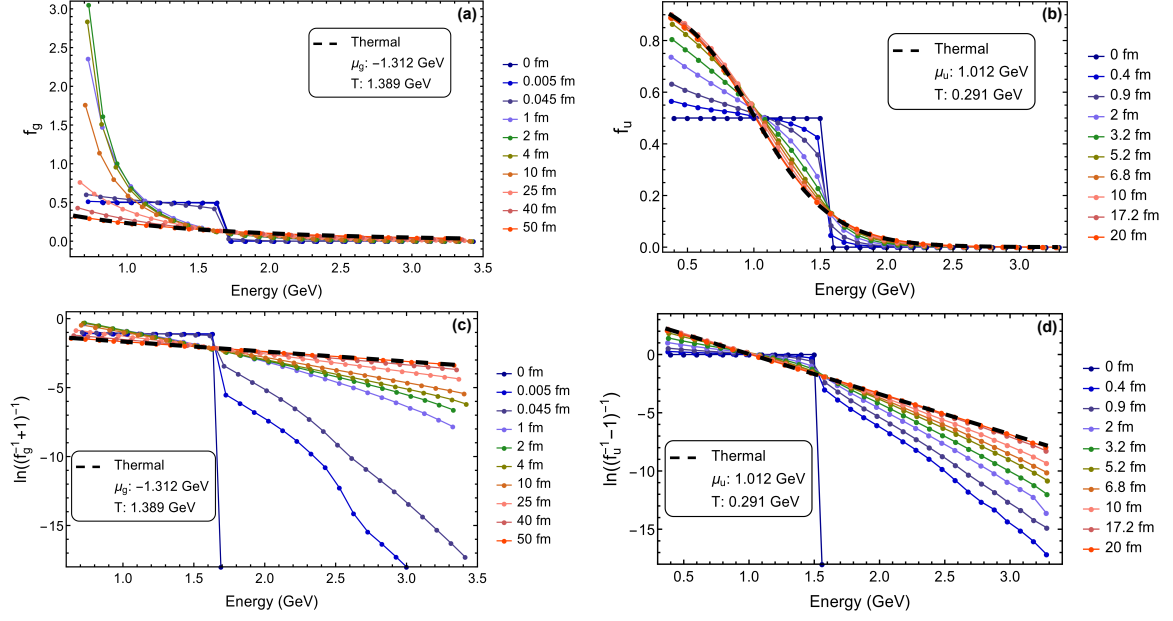 (a)
Thermal
μg: −1.312 GeV
T: 1.389 GeV
fg
3.0
2.5
2.0
1.5
1.0
0.5
0.0
1.0 1.5 2.0 2.5 3.0 3.5
Energy (GeV)
0 fm
0.005 fm
0.045 fm
1 fm
2 fm
4 fm
10 fm
25 fm
40 fm
50 fm
(b)
Thermal
μu: 1.012 GeV
T: 0.291 GeV
fu
0.8
0.6
0.4
0.2
0.0
0.5 1.0 1.5 2.0 2.5 3.0
Energy (GeV)
0 fm
0.4 fm
0.9 fm
2 fm
3.2 fm
5.2 fm
6.8 fm
10 fm
17.2 fm
20 fm
(c)
Thermal
μg: −1.312 GeV
T: 1.389 GeV
ln((fg⁻¹+1)⁻¹)
0
−5
−10
−15
1.0 1.5 2.0 2.5 3.0 3.5
Energy (GeV)
0 fm
0.005 fm
0.045 fm
1 fm
2 fm
4 fm
10 fm
25 fm
40 fm
50 fm
(d)
Thermal
μu: 1.012 GeV
T: 0.291 GeV
ln((fu⁻¹−1)⁻¹)
0
−5
−10
−15
0.5 1.0 1.5 2.0 2.5 3.0
Energy (GeV)
0 fm
0.4 fm
0.9 fm
2 fm
3.2 fm
5.2 fm
6.8 fm
10 fm
17.2 fm
20 fm